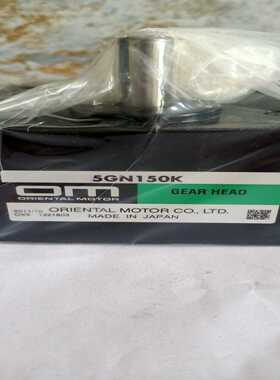 5GN150K
OM
ORIENTAL MOTOR
GEAR HEAD
ORIENTAL MOTOR CO., LTD.
MADE IN JAPAN